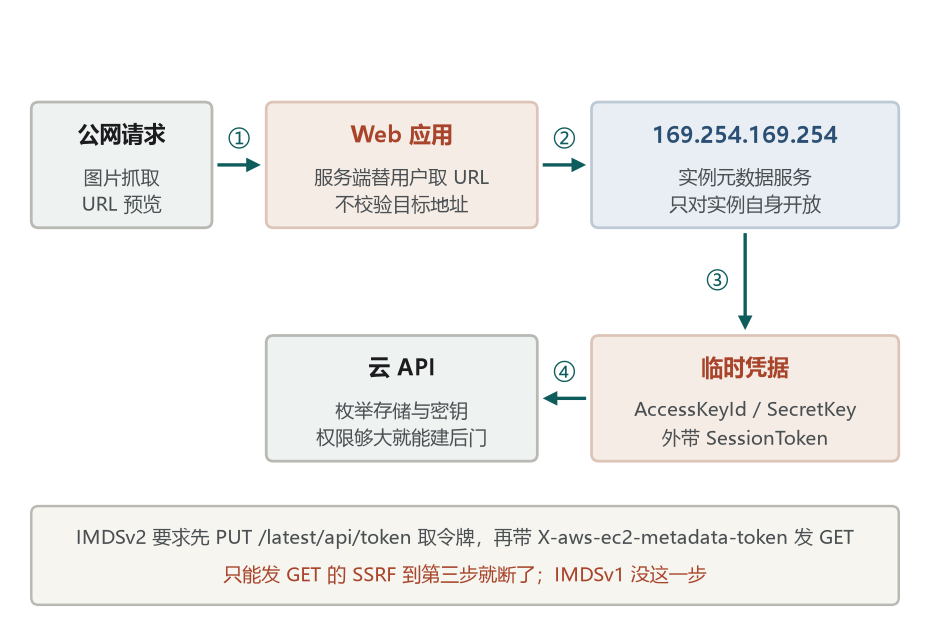 公网请求
图片抓取
URL 预览
①
Web 应用
服务端替用户取 URL
不校验目标地址
②
169.254.169.254
实例元数据服务
只对实例自身开放
③
临时凭据
AccessKeyId / SecretKey
外带 SessionToken
④
云 API
枚举存储与密钥
权限够大就能建后门
IMDSv2 要求先 PUT /latest/api/token 取令牌，再带 X-aws-ec2-metadata-token 发 GET
只能发 GET 的 SSRF 到第三步就断了；IMDSv1 没这一步